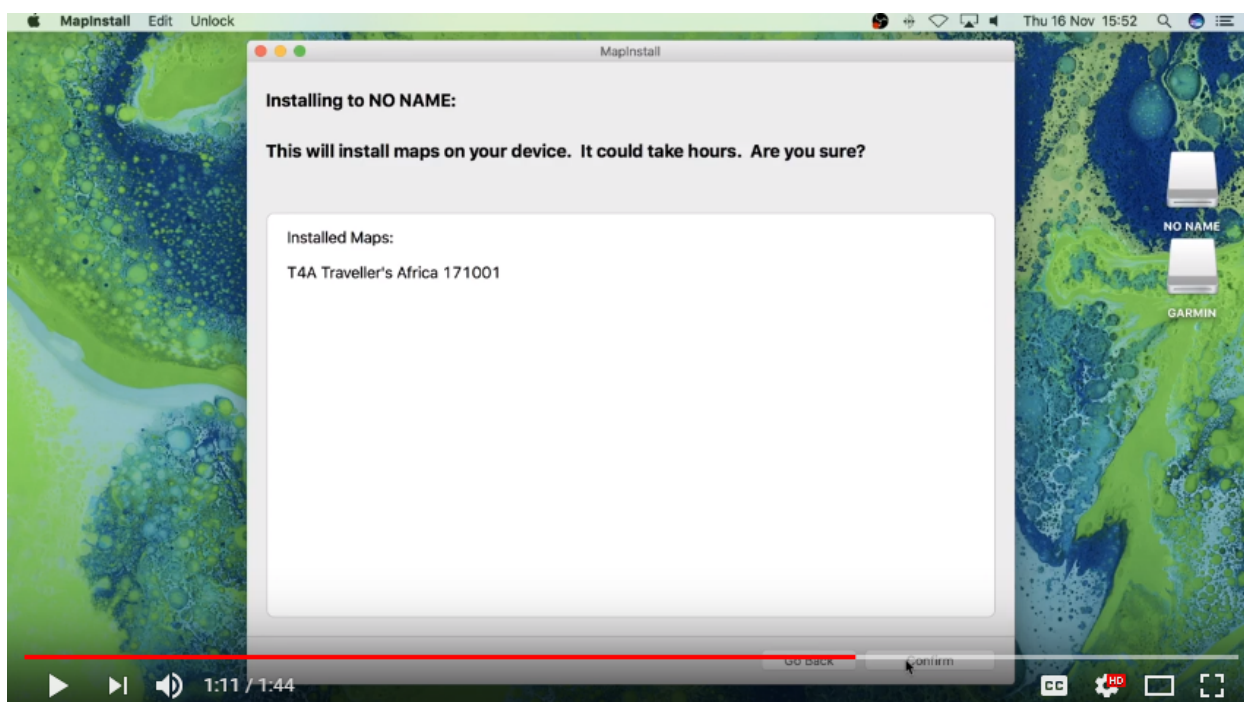 MapInstall Edit Unlock Thu 16 Nov 15:52
MapInstall
Installing to NO NAME:
This will install maps on your device. It could take hours. Are you sure?
Installed Maps:
T4A Traveller's Africa 171001
NO NAME
GARMIN
Go Back Confirm
1:11 / 1:44 CC HD